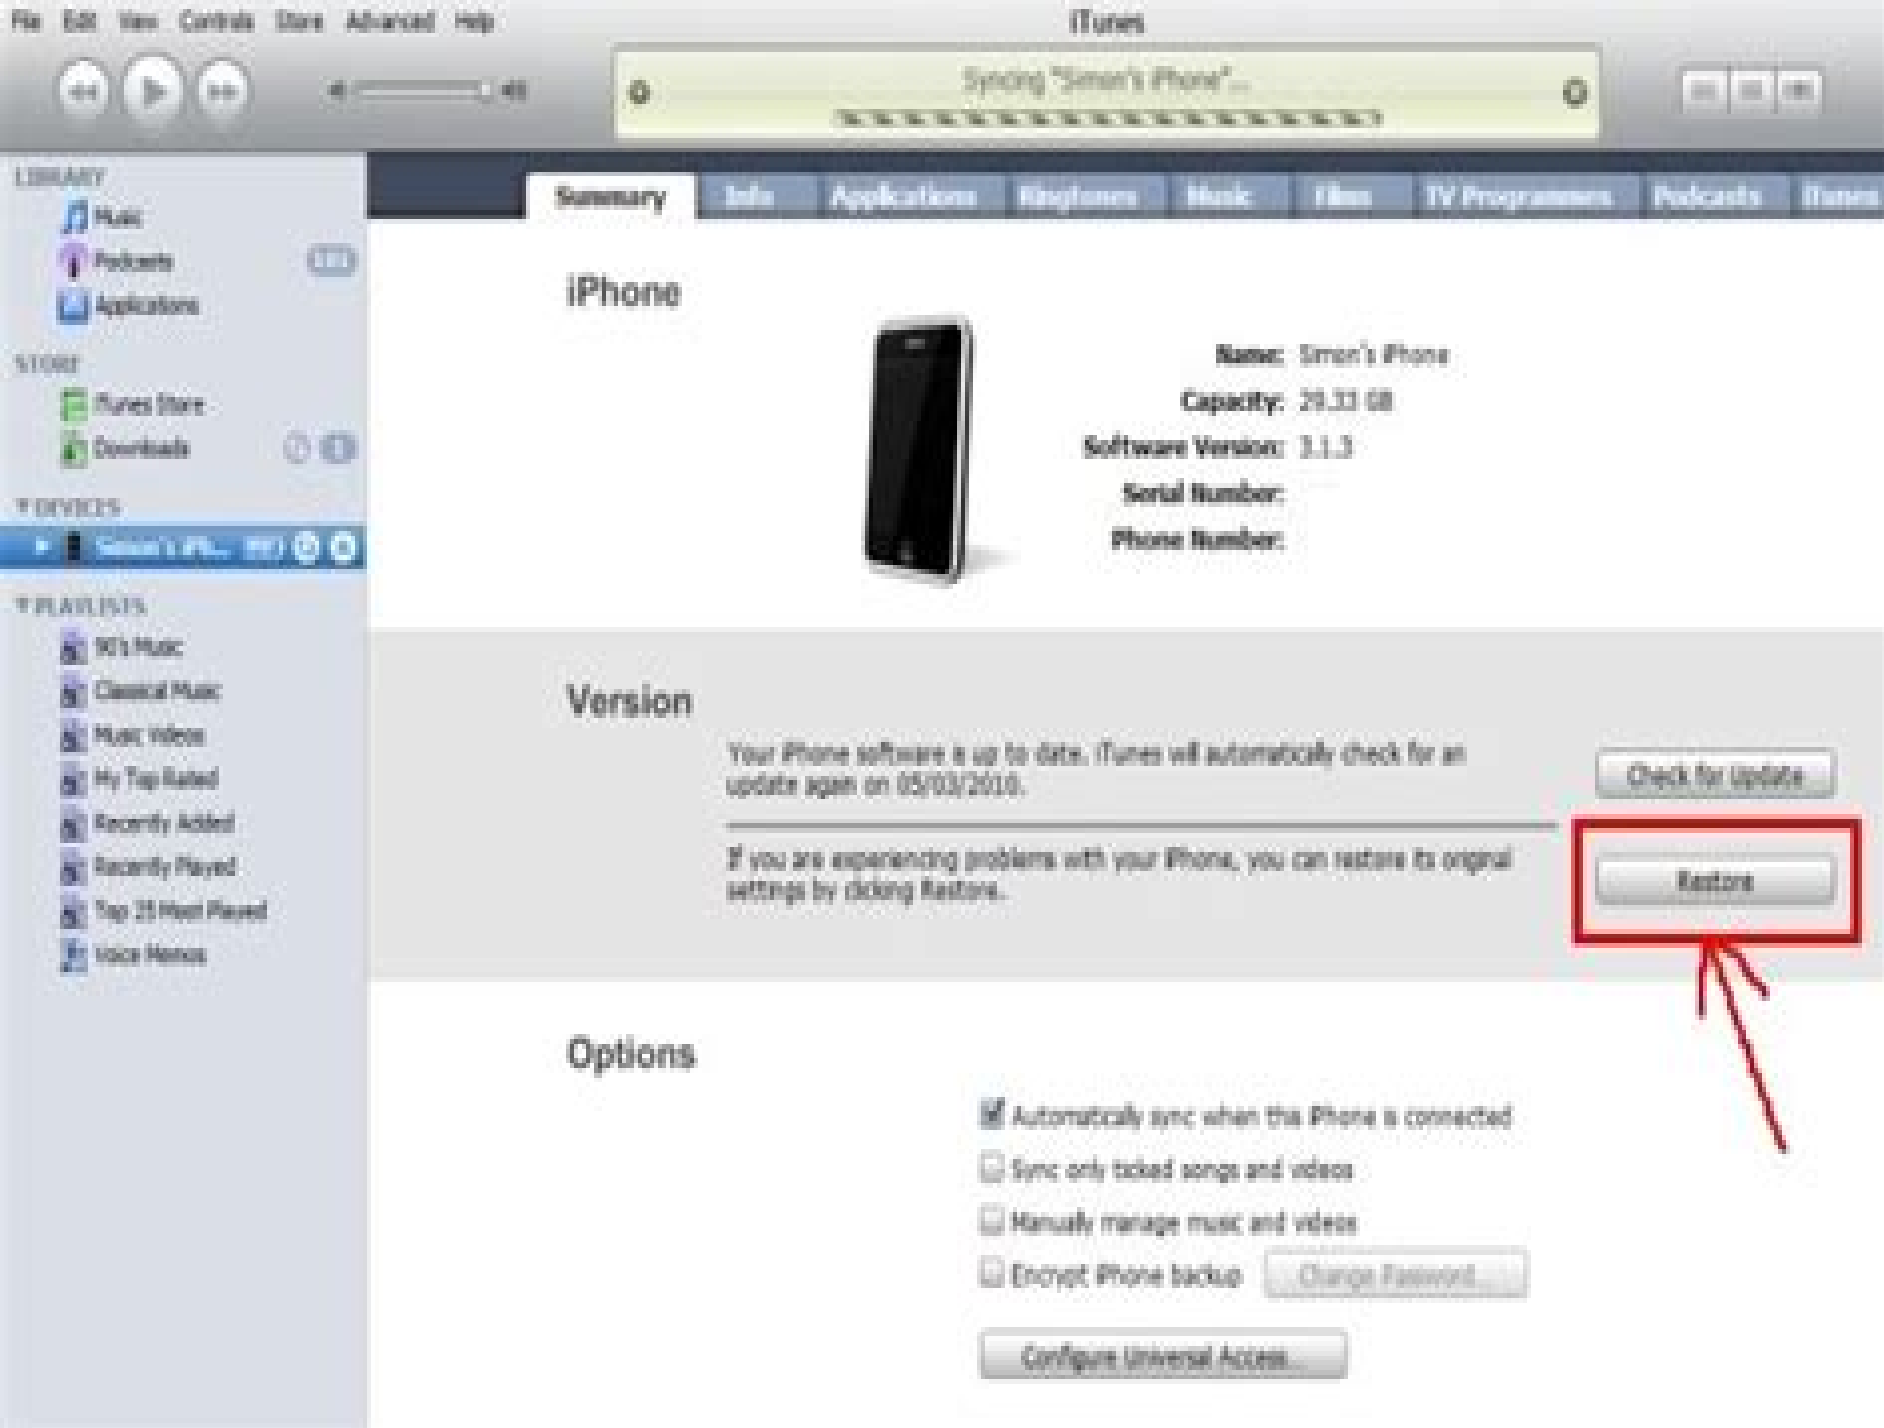 File Edit View Controls Store Advanced Help
iTunes
Syncing "Simon's iPhone"...
LIBRARY
Music
Podcasts
Applications
STORE
iTunes Store
Downloads
DEVICES
Simon's iPh...
PLAYLISTS
90's Music
Classical Music
Music Videos
My Top Rated
Recently Added
Recently Played
Top 25 Most Played
Voice Memos
Summary Info Applications Ringtones Music Films TV Programmes Podcasts iTunes
iPhone
Name: Simon's iPhone
Capacity: 29.33 GB
Software Version: 3.1.3
Serial Number:
Phone Number:
Version
Your iPhone software is up to date. iTunes will automatically check for an
update again on 05/03/2010.
Check for Update
If you are experiencing problems with your iPhone, you can restore its original
settings by clicking Restore.
Restore
Options
Automatically sync when this iPhone is connected
Sync only ticked songs and videos
Manually manage music and videos
Encrypt iPhone backup
Change Password...
Configure Universal Access...